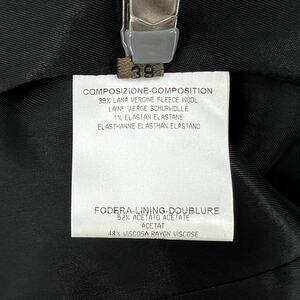 38
COMPOSIZIONE-COMPOSITION
99% LANA VERGINE FLEECE WOOL
LAINE VIERGE SCHURWOLLE
1% ELASTAN ELASTANE
ELASTHANNE ELASTHAN ELASTANO
FODERA-LINING-DOUBLURE
52% ACETATO ACETATE
ACETAT
48% VISCOSA RAYON VISCOSE